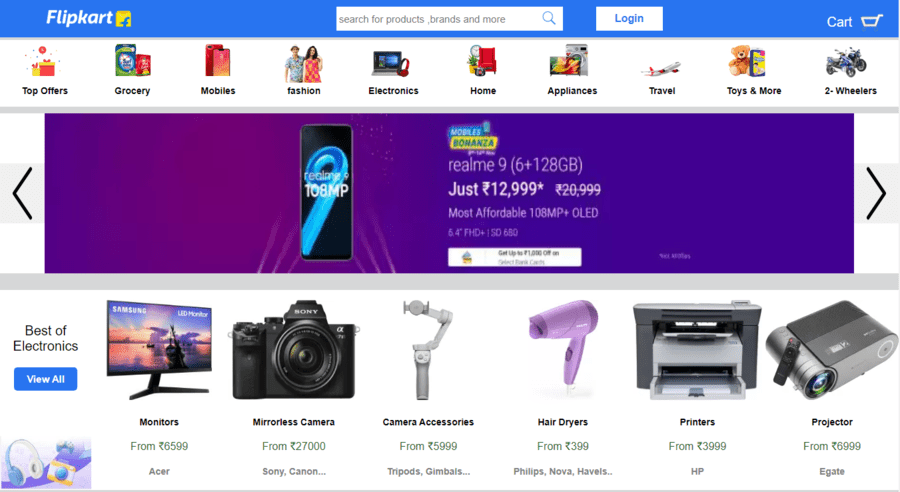 Flipkart
search for products ,brands and more
Login
Cart
Top Offers
Grocery
Mobiles
fashion
Electronics
Home
Appliances
Travel
Toys & More
2- Wheelers
realme 9
108MP
MOBILES
BONANZA
realme 9 (6+128GB)
Just ₹12,999* ₹20,999
Most Affordable 108MP+ OLED
6.4" FHD+ | SD 680
Get Up to ₹1,000 Off on
Select Bank Cards
Best of
Electronics
View All
SAMSUNG
LED Monitor
SONY
Monitors
From ₹6599
Acer
Mirrorless Camera
From ₹27000
Sony, Canon...
Camera Accessories
From ₹5999
Tripods, Gimbals...
Hair Dryers
From ₹399
Philips, Nova, Havels..
Printers
From ₹3999
HP
Projector
From ₹6999
Egate